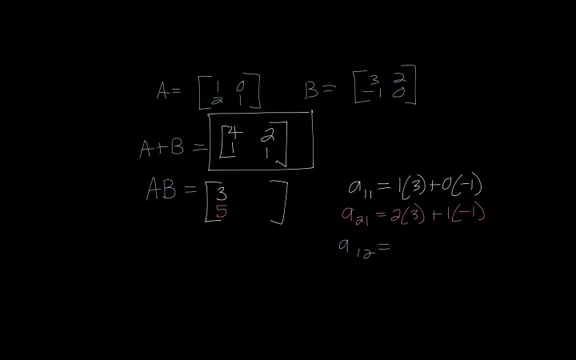 A = [1 0; 2 1] B = [3 2; -1 0]
A+B = [4 2; 1 1]
AB = [3; 5]
a₁₁ = 1(3) + 0(-1)
a₂₁ = 2(3) + 1(-1)
a₁₂ =